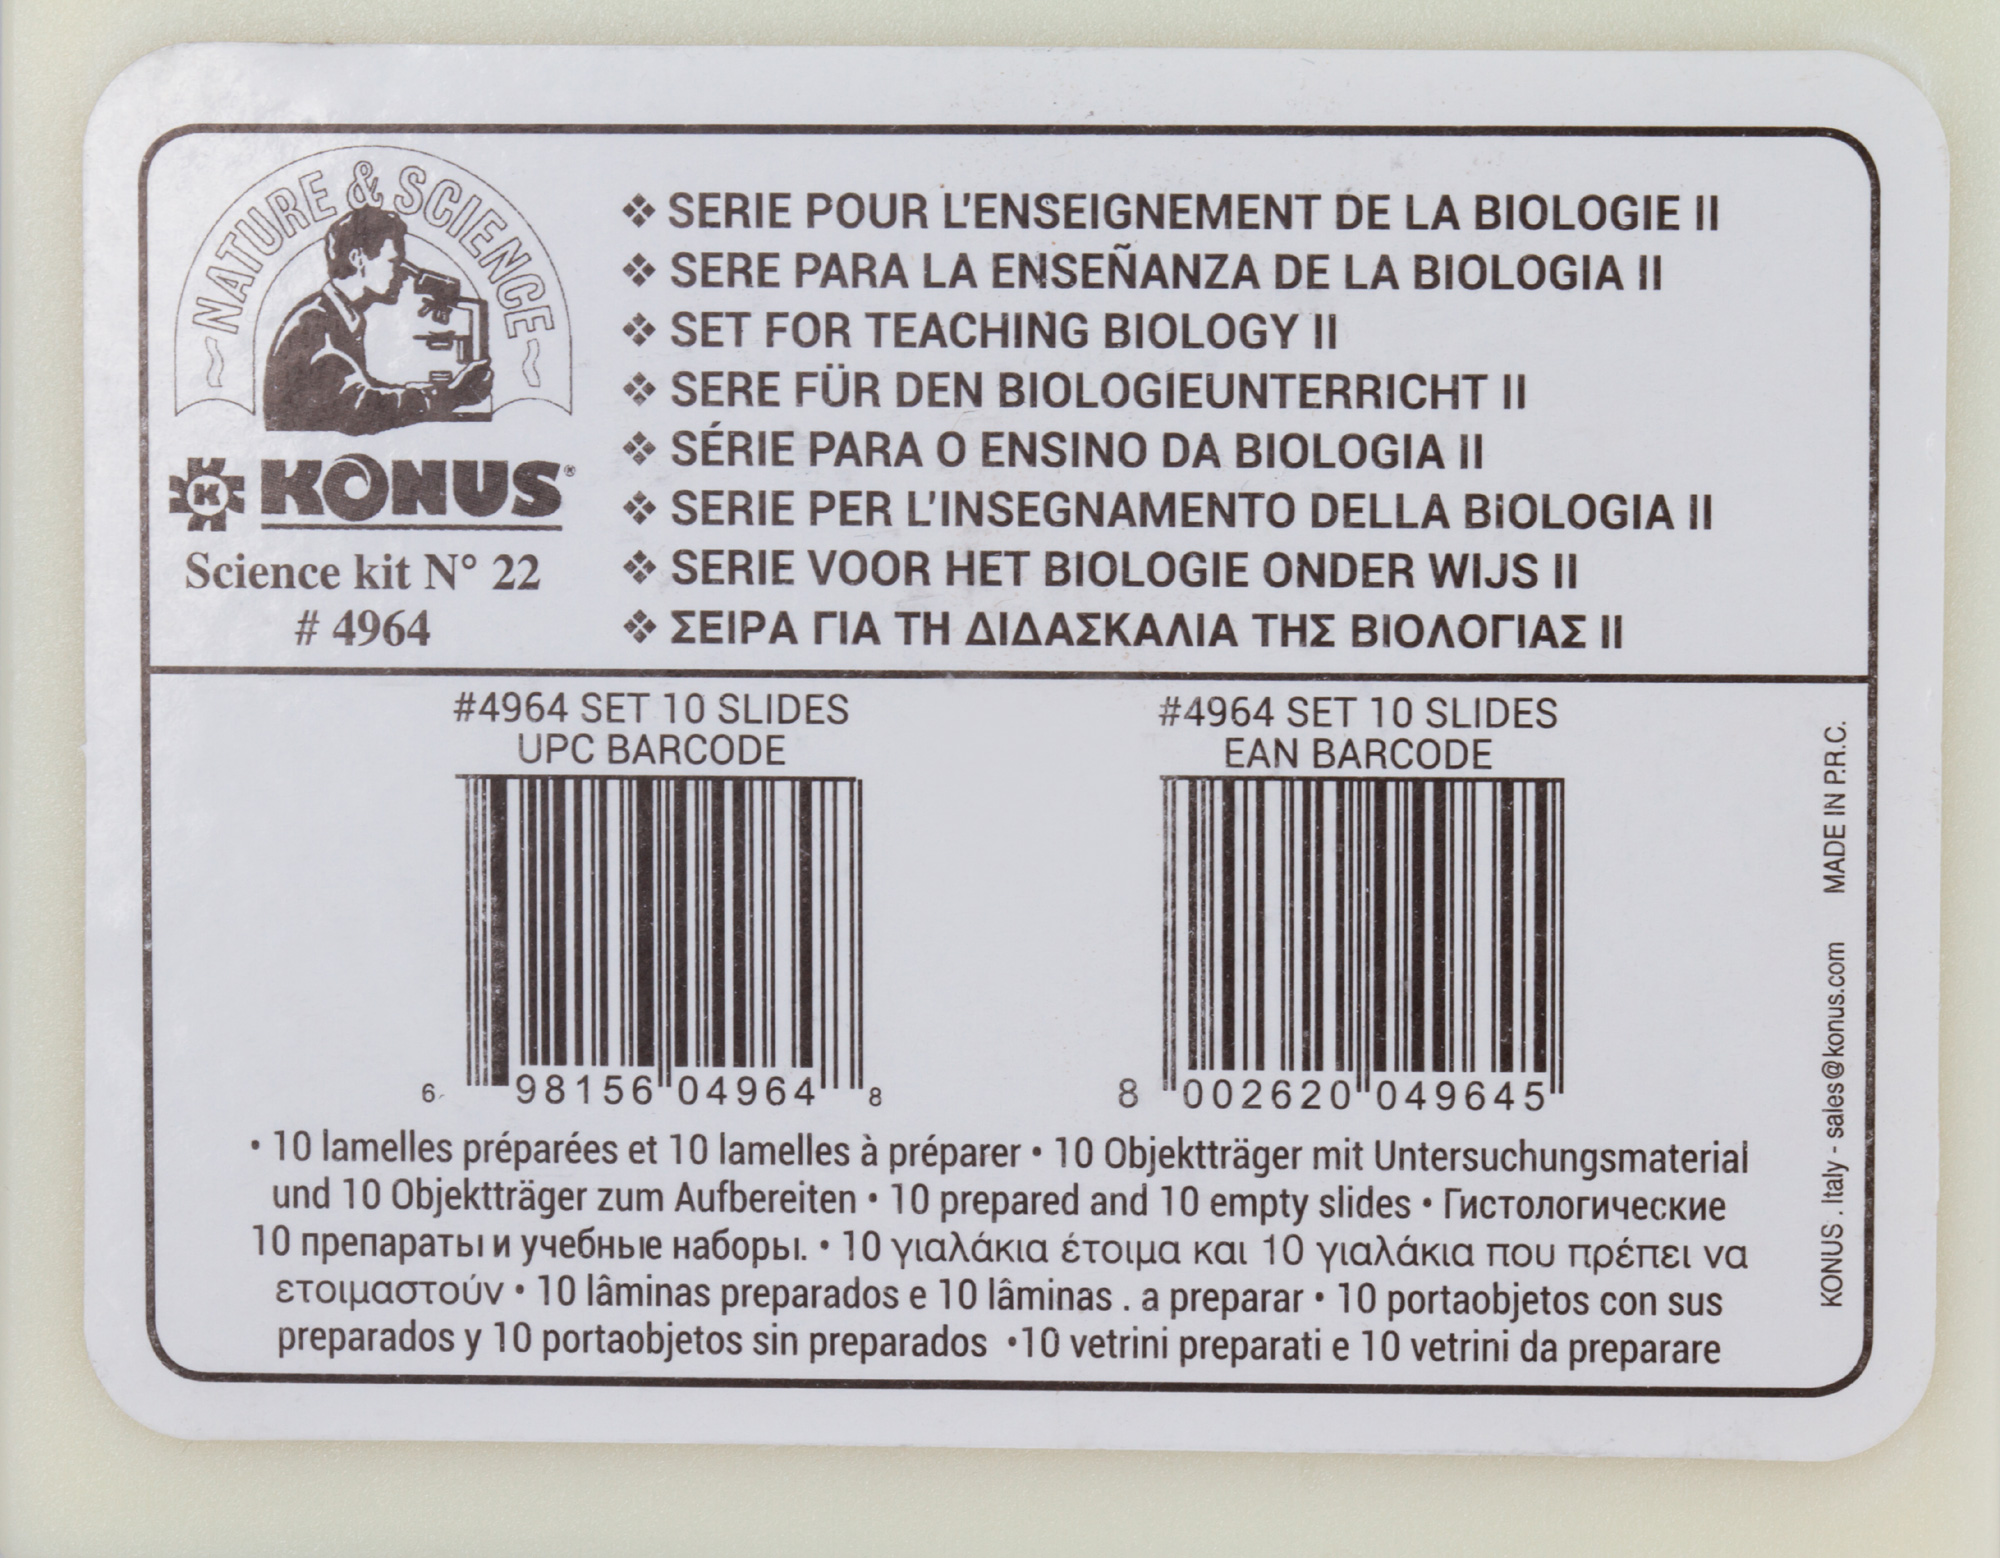 ~NATURE & SCIENCE~
K KONUS®
Science kit N° 22
# 4964
❖ SERIE POUR L'ENSEIGNEMENT DE LA BIOLOGIE II
❖ SERE PARA LA ENSEÑANZA DE LA BIOLOGIA II
❖ SET FOR TEACHING BIOLOGY II
❖ SERE FÜR DEN BIOLOGIEUNTERRICHT II
❖ SÉRIE PARA O ENSINO DA BIOLOGIA II
❖ SERIE PER L'INSEGNAMENTO DELLA BIOLOGIA II
❖ SERIE VOOR HET BIOLOGIE ONDER WIJS II
❖ ΣΕΙΡΑ ΓΙΑ ΤΗ ΔΙΔΑΣΚΑΛΙΑ ΤΗΣ ΒΙΟΛΟΓΙΑΣ II
#4964 SET 10 SLIDES
UPC BARCODE
6 98156 04964 8
#4964 SET 10 SLIDES
EAN BARCODE
8 002620 049645
• 10 lamelles préparées et 10 lamelles à préparer • 10 Objektträger mit Untersuchungsmaterial
und 10 Objektträger zum Aufbereiten • 10 prepared and 10 empty slides • Гистологические
10 препараты и учебные наборы. • 10 γιαλάκια έτοιμα και 10 γιαλάκια που πρέπει να
ετοιμαστούν • 10 lâminas preparados e 10 lâminas . a preparar • 10 portaobjetos con sus
preparados y 10 portaobjetos sin preparados •10 vetrini preparati e 10 vetrini da preparare
KONUS . Italy - sales@konus.com MADE IN P.R.C.